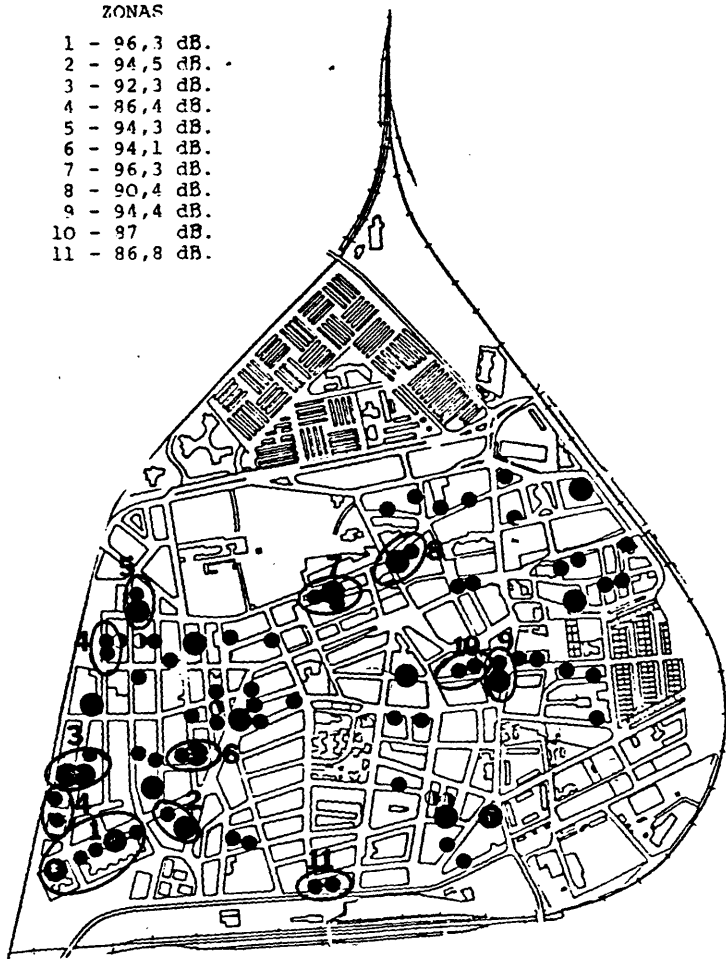 ZONAS
1 - 96,3 dB.
2 - 94,5 dB.
3 - 92,3 dB.
4 - 86,4 dB.
5 - 94,3 dB.
6 - 94,1 dB.
7 - 96,3 dB.
8 - 90,4 dB.
9 - 94,4 dB.
10 - 87 dB.
11 - 86,8 dB.
8
5
7
4
10
9
3
6
4
2
1
11